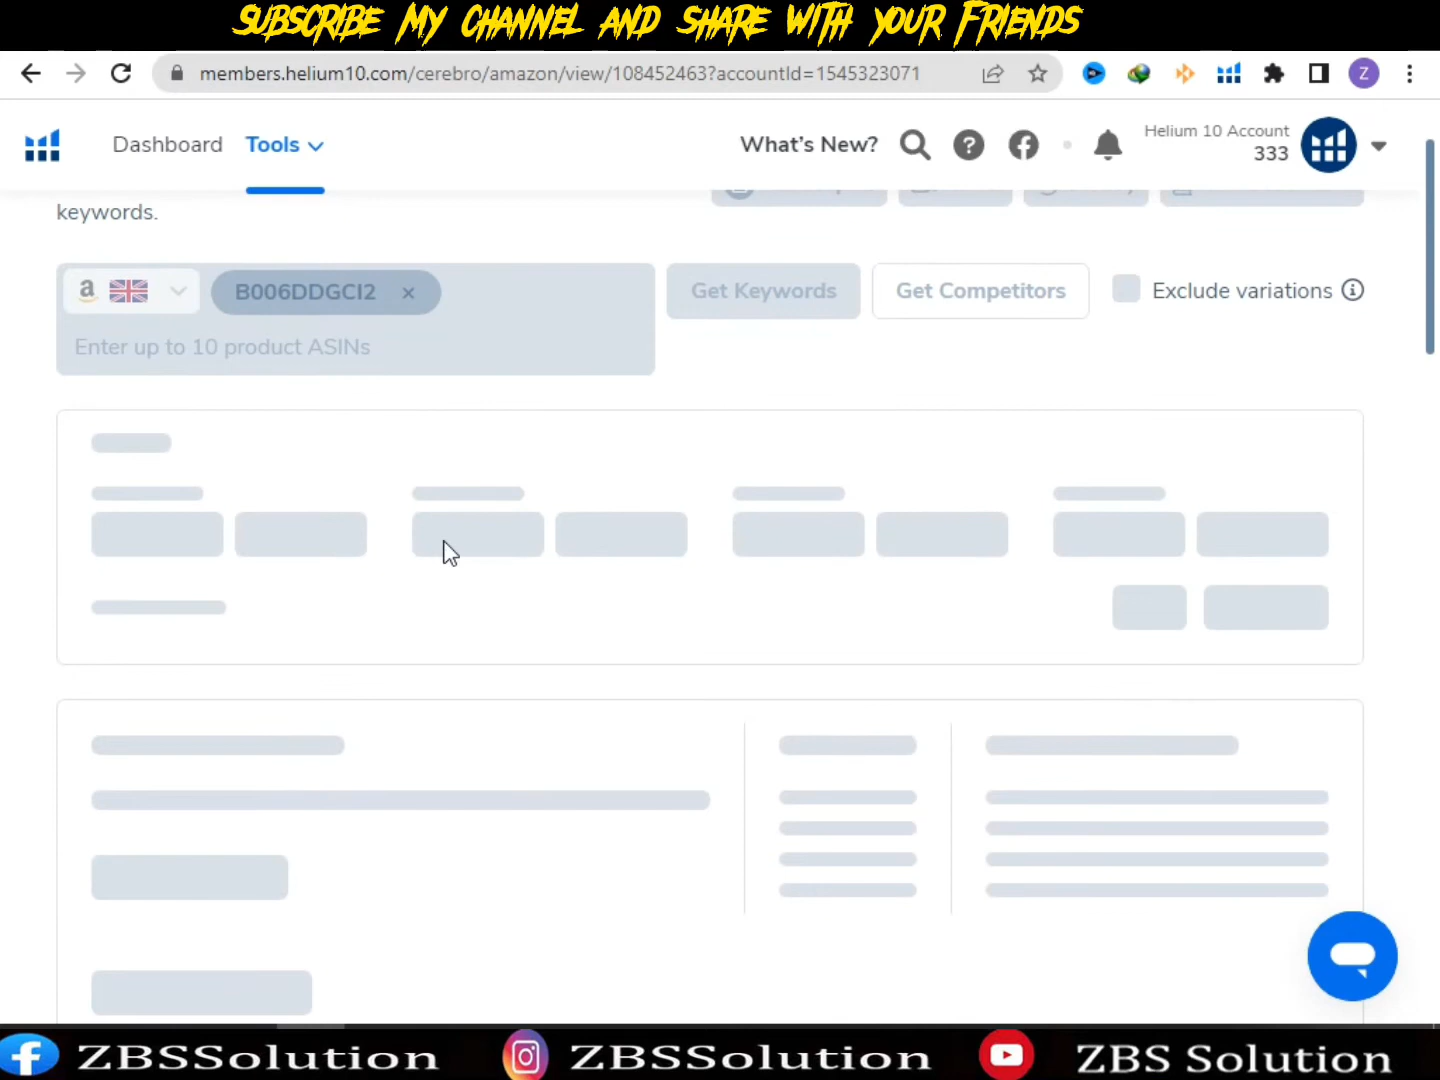 Subscribe My Channel and share with your Friends
members.helium10.com/cerebro/amazon/view/108452463?accountId=1545323071
Z
Dashboard
Tools
What's New?
Helium 10 Account
333
keywords.
a
B006DDGCI2 ×
Get Keywords
Get Competitors
Exclude variations
Enter up to 10 product ASINs
ZBSSolution
ZBSSolution
ZBS Solution